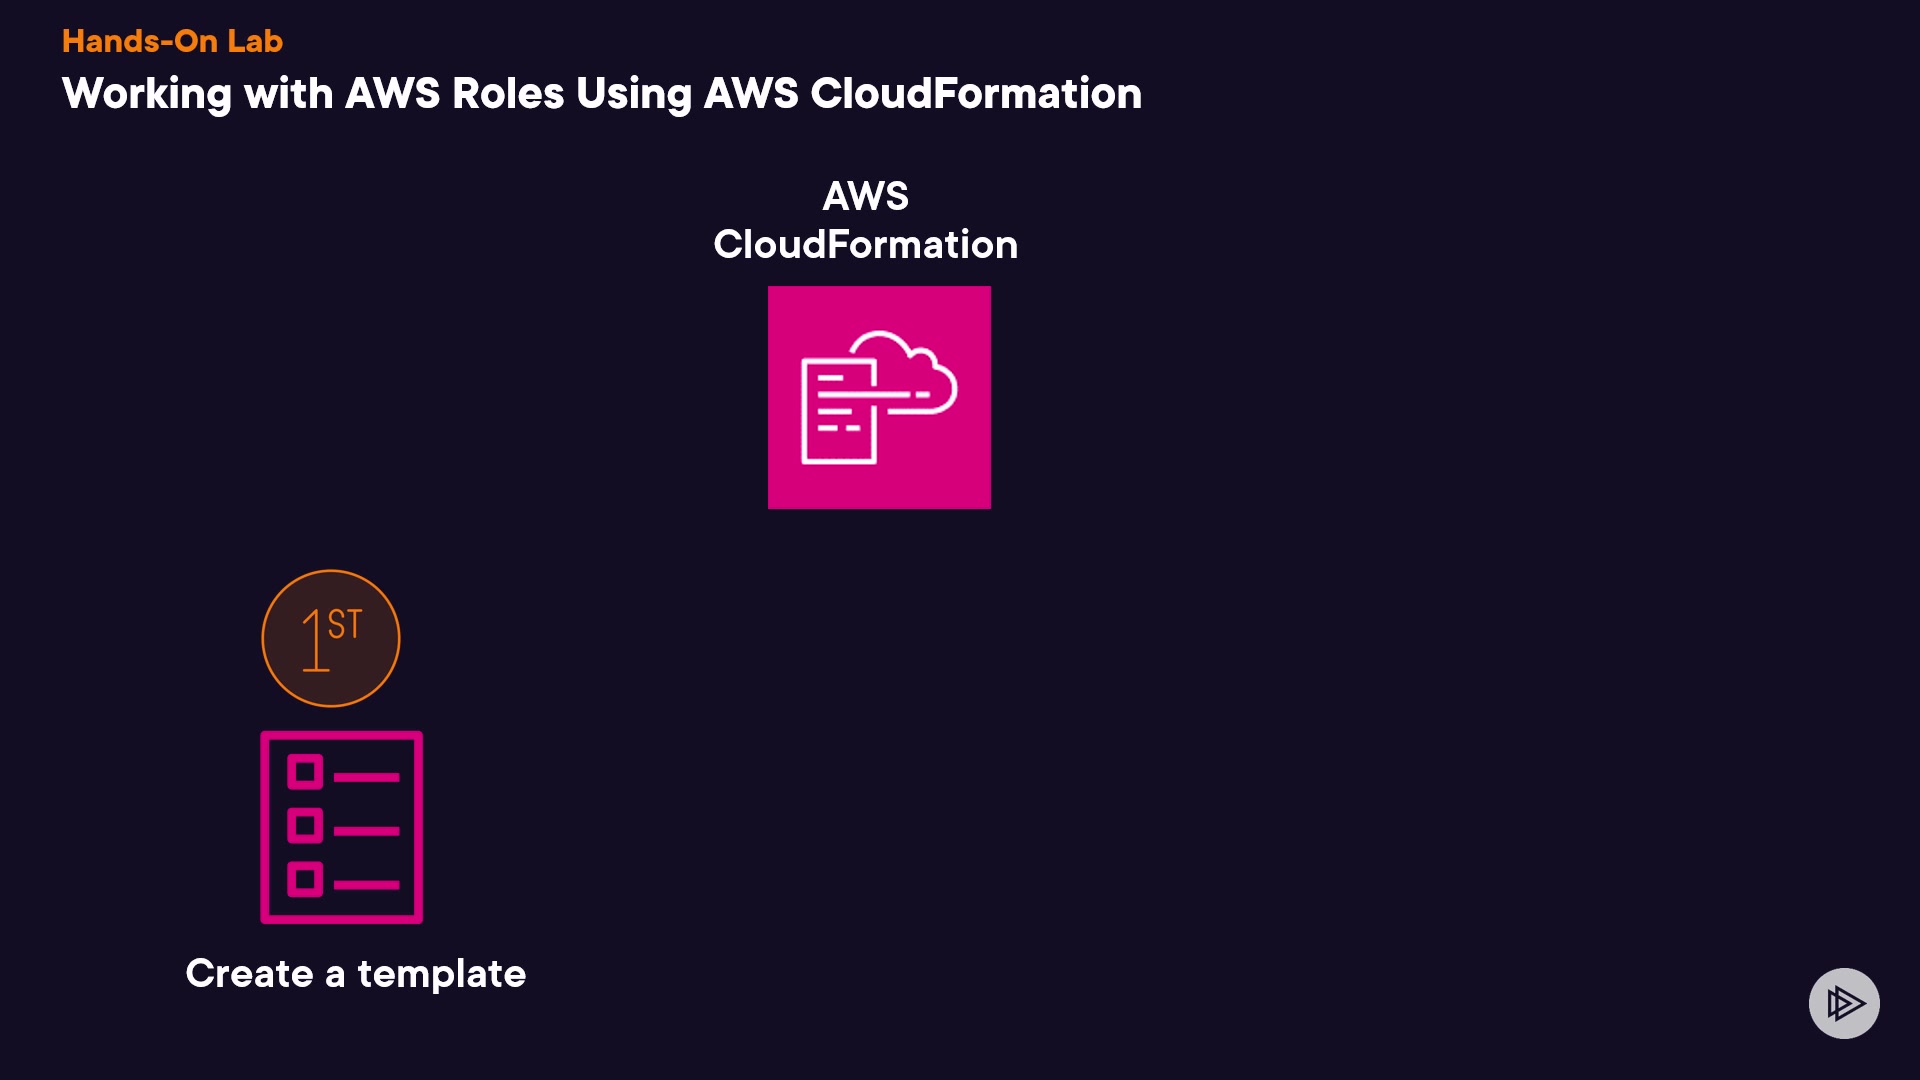 Hands-On Lab
Working with AWS Roles Using AWS CloudFormation
AWS
CloudFormation
1ST
Create a template